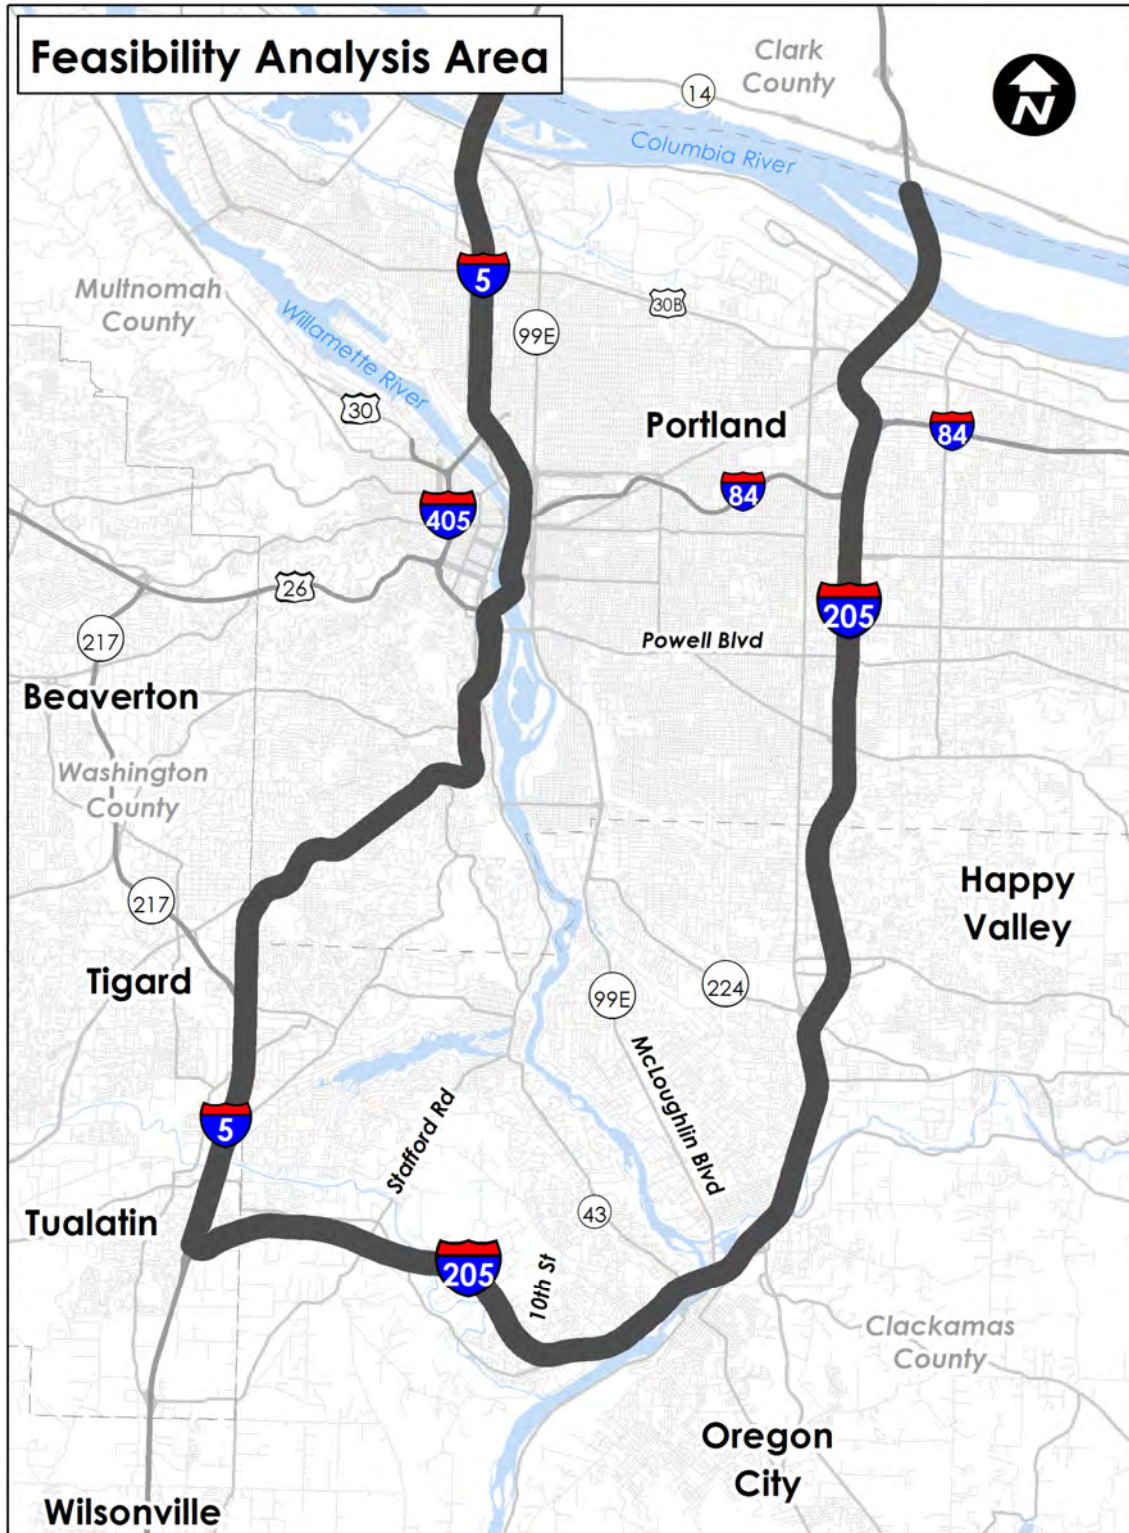 Feasibility Analysis Area
Clark
County
N
14
Columbia River
5
Multnomah
County
30B
Willamette River
99E
30
Portland
84
84
405
26
205
217
Powell Blvd
Beaverton
Washington
County
217
Happy
Valley
Tigard
224
99E
McLoughlin Blvd
Stafford Rd
5
Tualatin
43
205
10th St
Clackamas
County
Oregon
City
Wilsonville